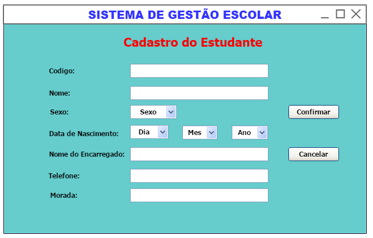 SISTEMA DE GESTÃO ESCOLAR
Cadastro do Estudante
Codigo:
Nome:
Sexo: Sexo Confirmar
Data de Nascimento: Dia Mes Ano
Nome do Encarregado: Cancelar
Telefone:
Morada: